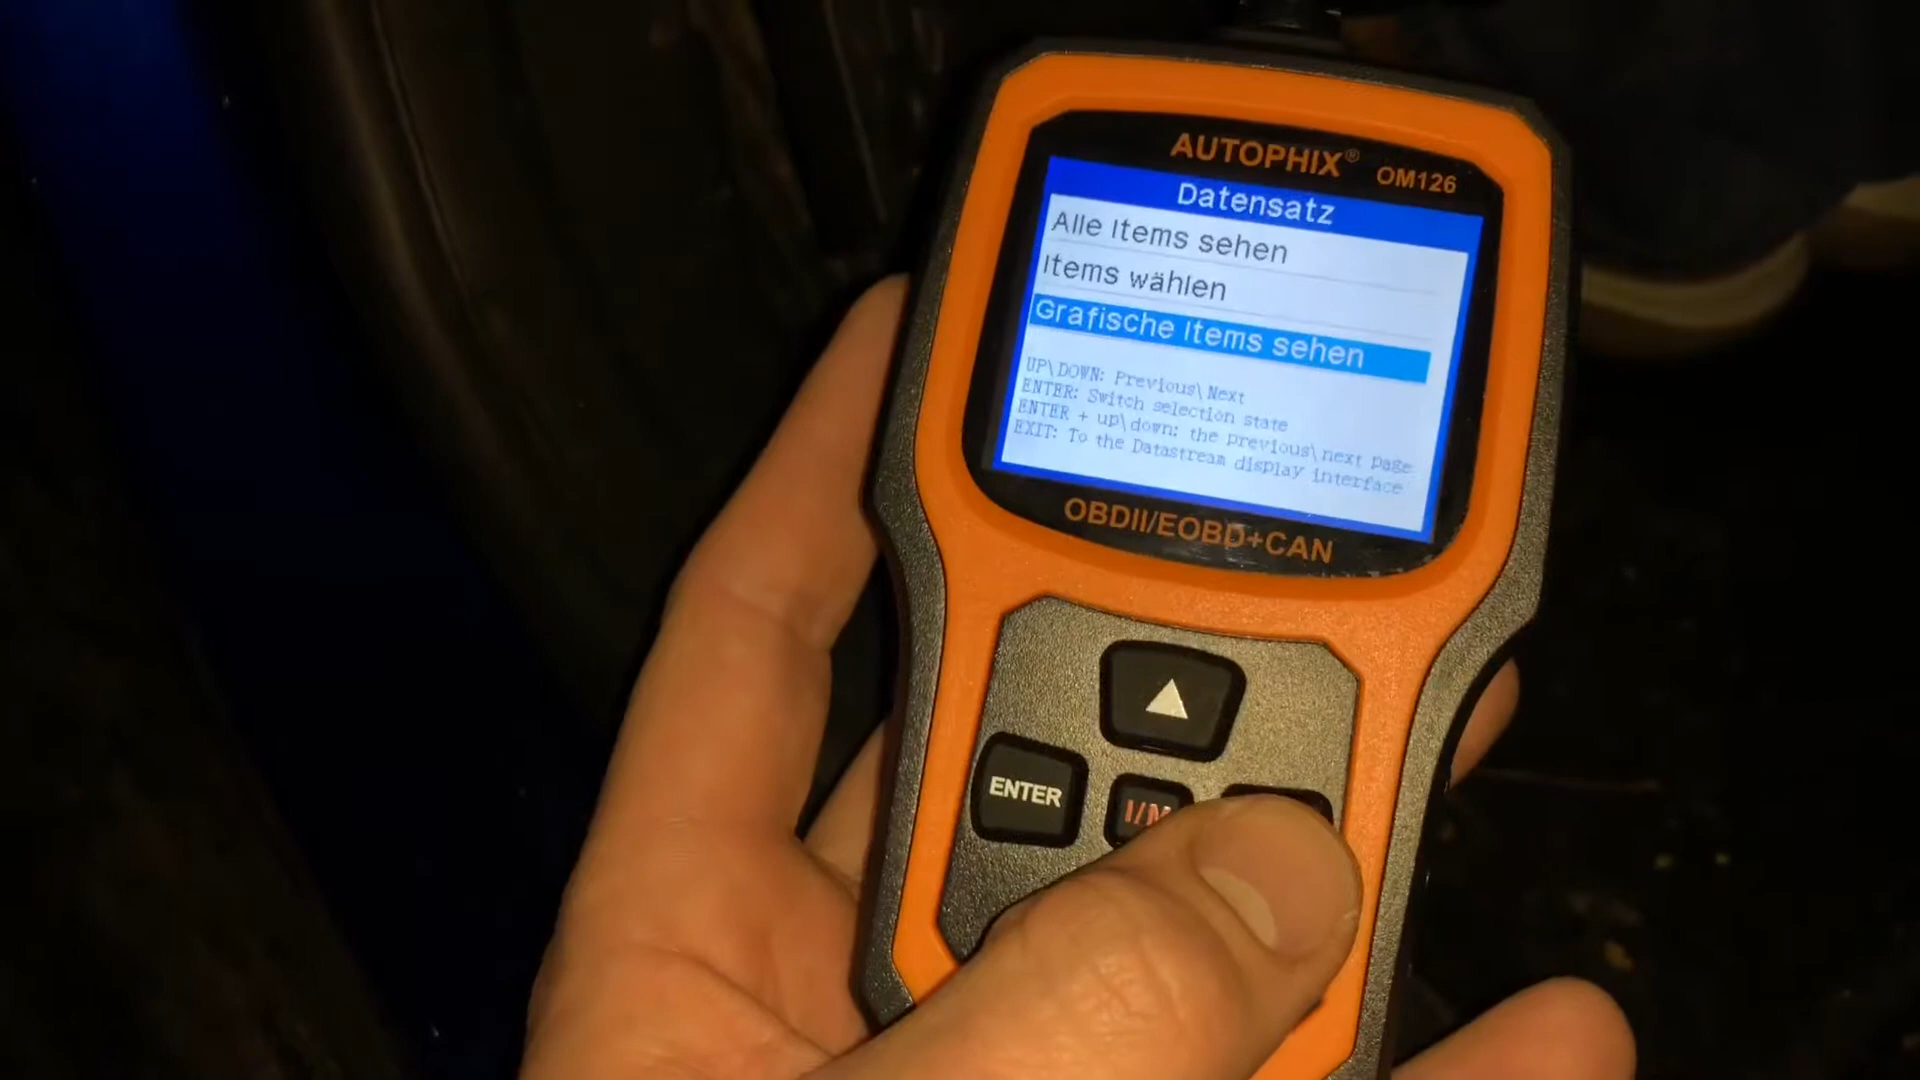 AUTOPHIX® OM126
Datensatz
Alle Items sehen
Items wählen
Grafische Items sehen
UP\DOWN: Previous\Next
ENTER: Switch selection state
ENTER + up\down: the previous\next page
EXIT: To the Datastream display interface
OBDII/EOBD+CAN
ENTER